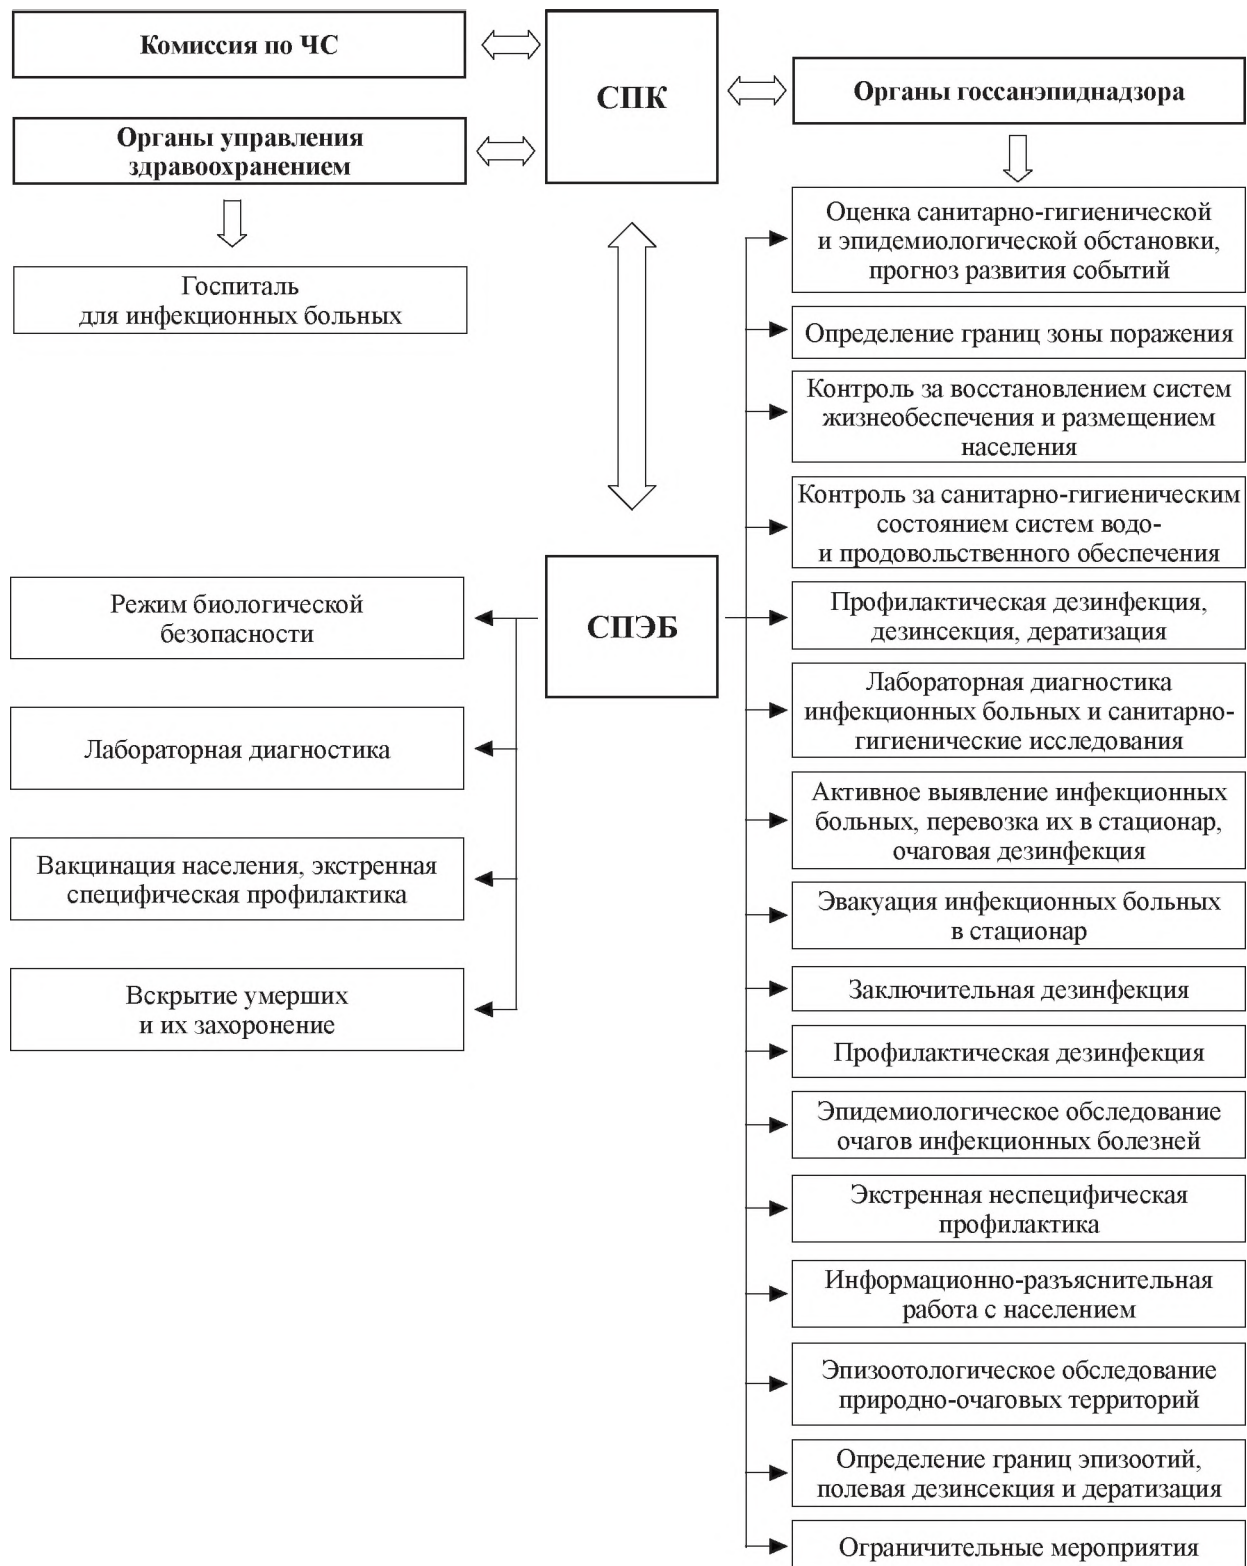 Комиссия по ЧС
СПК
Органы госсанэпиднадзора
Органы управления
здравоохранением
Госпиталь
для инфекционных больных
Оценка санитарно-гигиенической
и эпидемиологической обстановки,
прогноз развития событий
Определение границ зоны поражения
Контроль за восстановлением систем
жизнеобеспечения и размещением
населения
Контроль за санитарно-гигиеническим
состоянием систем водо-
и продовольственного обеспечения
СПЭБ
Режим биологической
безопасности
Лабораторная диагностика
Вакцинация населения, экстренная
специфическая профилактика
Вскрытие умерших
и их захоронение
Профилактическая дезинфекция,
дезинсекция, дератизация
Лабораторная диагностика
инфекционных больных и санитарно-
гигиенические исследования
Активное выявление инфекционных
больных, перевозка их в стационар,
очаговая дезинфекция
Эвакуация инфекционных больных
в стационар
Заключительная дезинфекция
Профилактическая дезинфекция
Эпидемиологическое обследование
очагов инфекционных болезней
Экстренная неспецифическая
профилактика
Информационно-разъяснительная
работа с населением
Эпизоотологическое обследование
природно-очаговых территорий
Определение границ эпизоотий,
полевая дезинсекция и дератизация
Ограничительные мероприятия